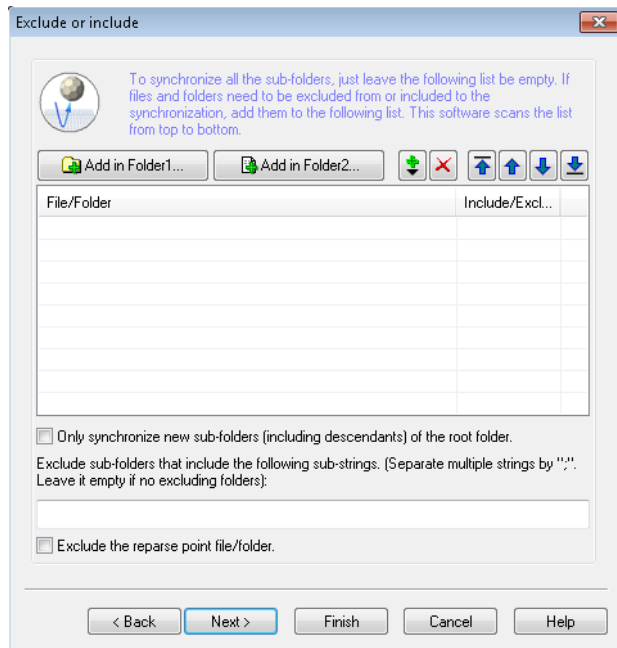 Exclude or include
To synchronize all the sub-folders, just leave the following list be empty. If
files and folders need to be excluded from or included to the
synchronization, add them to the following list. This software scans the list
from top to bottom.
Add in Folder1...
Add in Folder2...
File/Folder
Include/Excl...
Only synchronize new sub-folders (including descendants) of the root folder.
Exclude sub-folders that include the following sub-strings. (Separate multiple strings by ";".
Leave it empty if no excluding folders):
Exclude the reparse point file/folder.
< Back
Next >
Finish
Cancel
Help